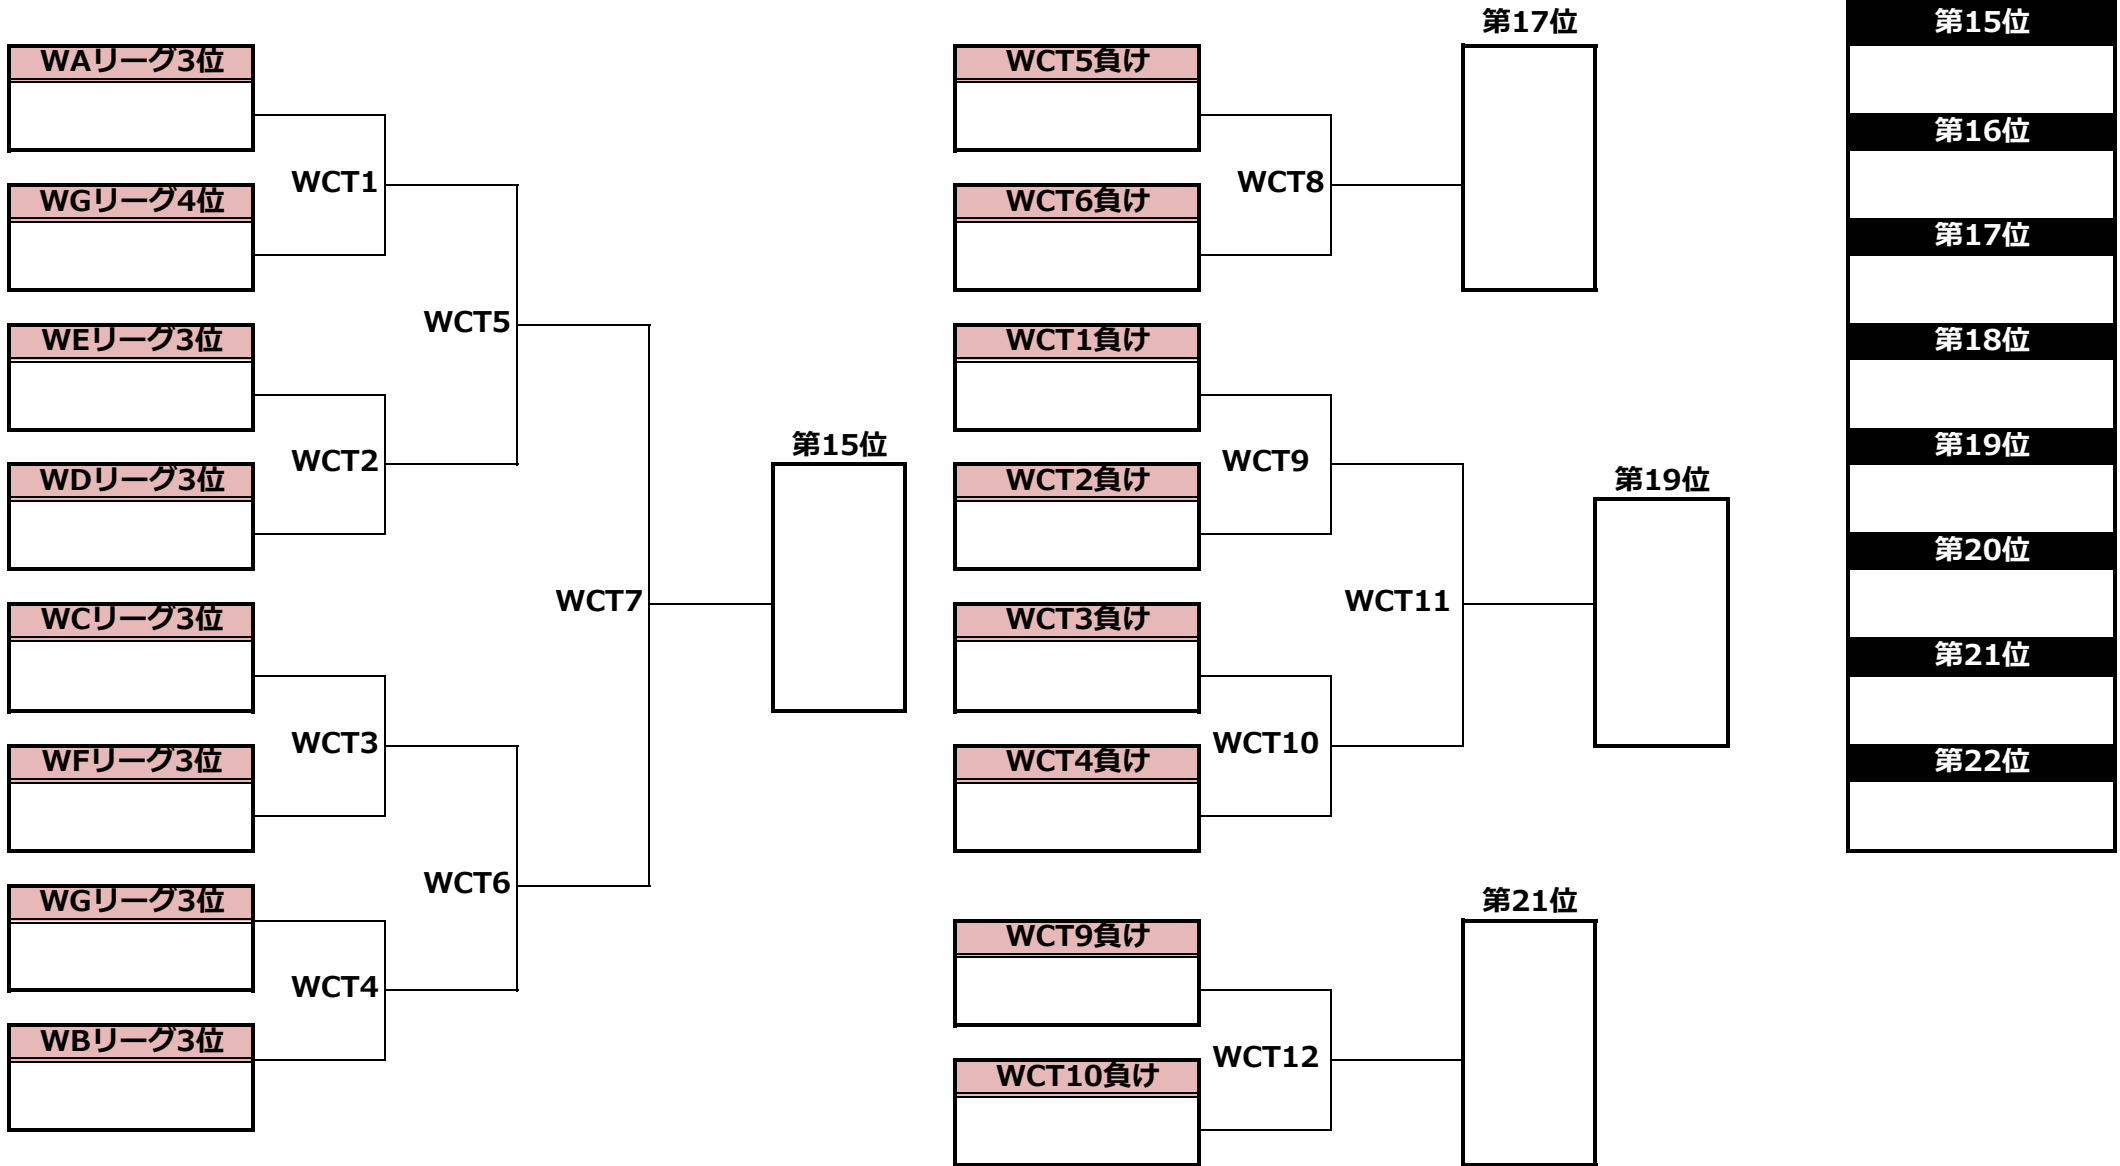 WAリーグ3位
WGリーグ4位
WCT1
WEリーグ3位
WDリーグ3位
WCT2
WCT5
WCリーグ3位
WFリーグ3位
WCT3
WGリーグ3位
WBリーグ3位
WCT4
WCT6
WCT7
第15位
WCT5負け
WCT6負け
WCT8
第17位
WCT1負け
WCT2負け
WCT9
WCT3負け
WCT4負け
WCT10
WCT11
第19位
WCT9負け
WCT10負け
WCT12
第21位
第15位
第16位
第17位
第18位
第19位
第20位
第21位
第22位